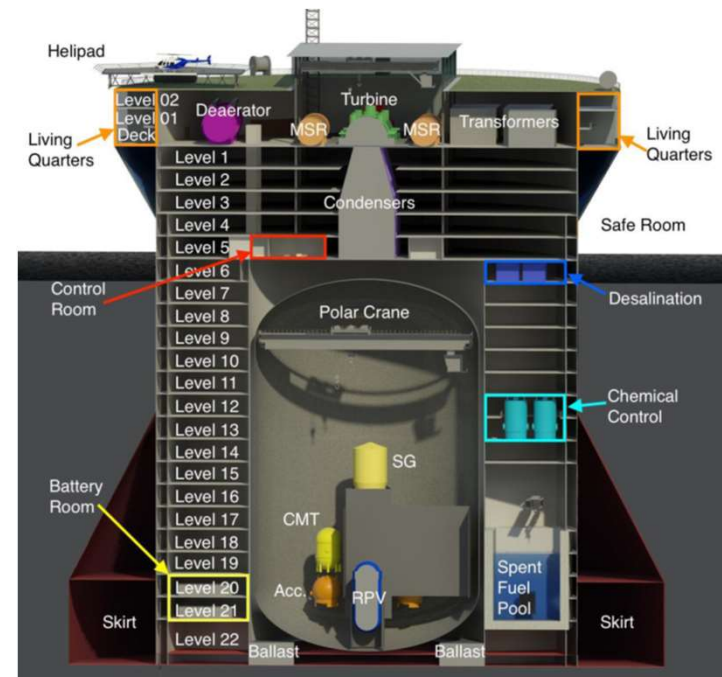 Helipad
Level 02
Level 01
Deck
Deaerator
MSR
Turbine
MSR
Transformers
Living
Quarters
Living
Quarters
Level 1
Level 2
Level 3
Condensers
Level 4
Safe Room
Level 5
Control
Room
Level 6
Desalination
Level 7
Level 8
Polar Crane
Level 9
Level 10
Level 11
Level 12
Chemical
Control
Level 13
Level 14
Level 15
SG
Battery
Room
Level 16
Level 17
CMT
Level 18
Level 19
Level 20
Acc.
RPV
Spent
Fuel
Pool
Level 21
Skirt
Skirt
Level 22
Ballast
Ballast